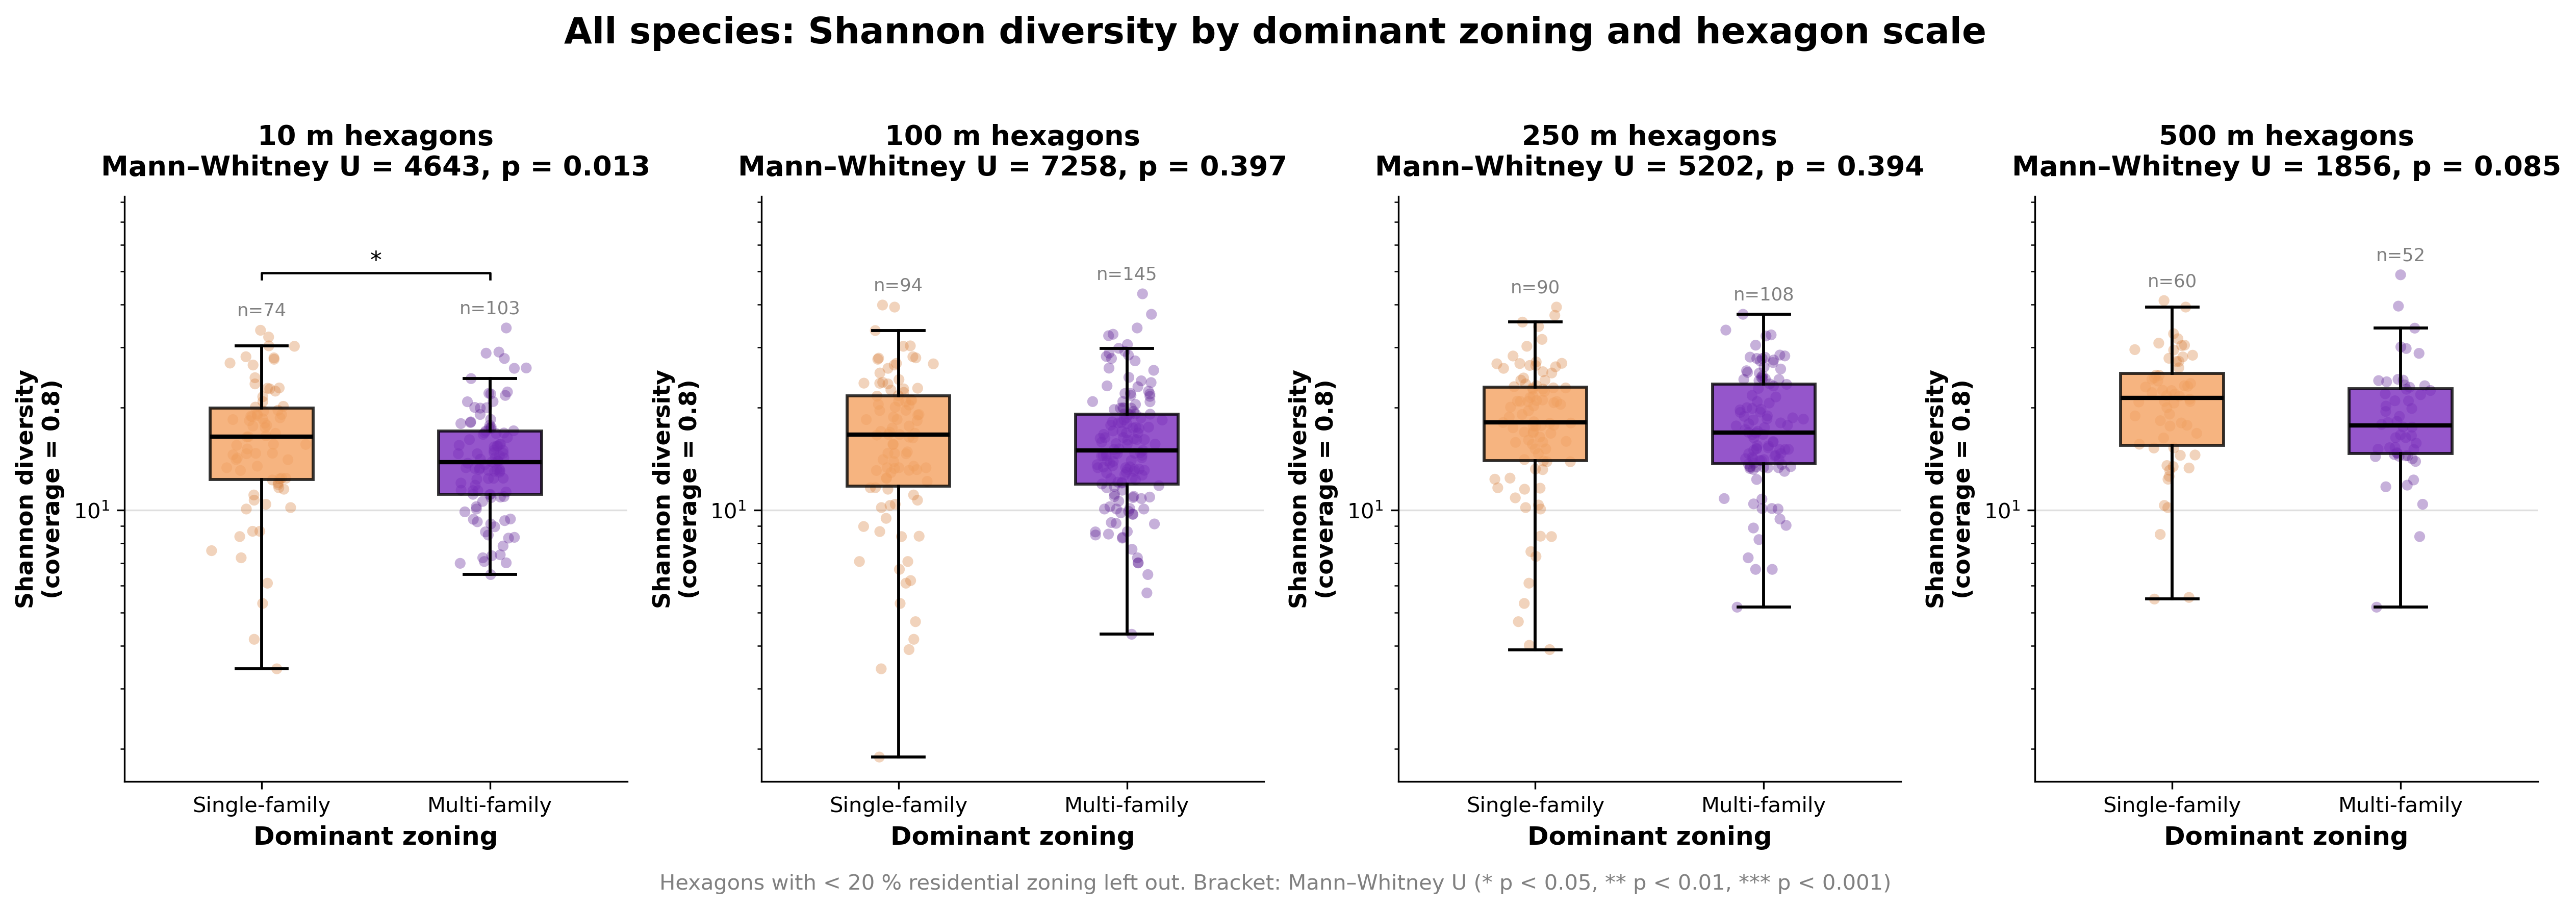 All species: Shannon diversity by dominant zoning and hexagon scale
10 m hexagons
Mann–Whitney U = 4643, p = 0.013
Shannon diversity
(coverage = 0.8)
10¹
n=74
*
n=103
Single-family
Multi-family
Dominant zoning
100 m hexagons
Mann–Whitney U = 7258, p = 0.397
Shannon diversity
(coverage = 0.8)
10¹
n=94
n=145
Single-family
Multi-family
Dominant zoning
250 m hexagons
Mann–Whitney U = 5202, p = 0.394
Shannon diversity
(coverage = 0.8)
10¹
n=90
n=108
Single-family
Multi-family
Dominant zoning
500 m hexagons
Mann–Whitney U = 1856, p = 0.085
Shannon diversity
(coverage = 0.8)
10¹
n=60
n=52
Single-family
Multi-family
Dominant zoning
Hexagons with < 20 % residential zoning left out. Bracket: Mann–Whitney U (* p < 0.05, ** p < 0.01, *** p < 0.001)